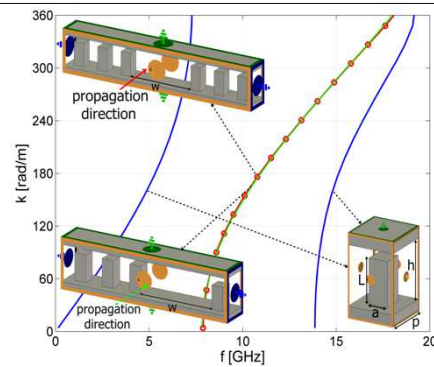 360
300
240
180
120
60
0
k [rad/m]
0
5
10
15
20
f [GHz]
w
propagation
direction
w
propagation
direction
L
h
a
p